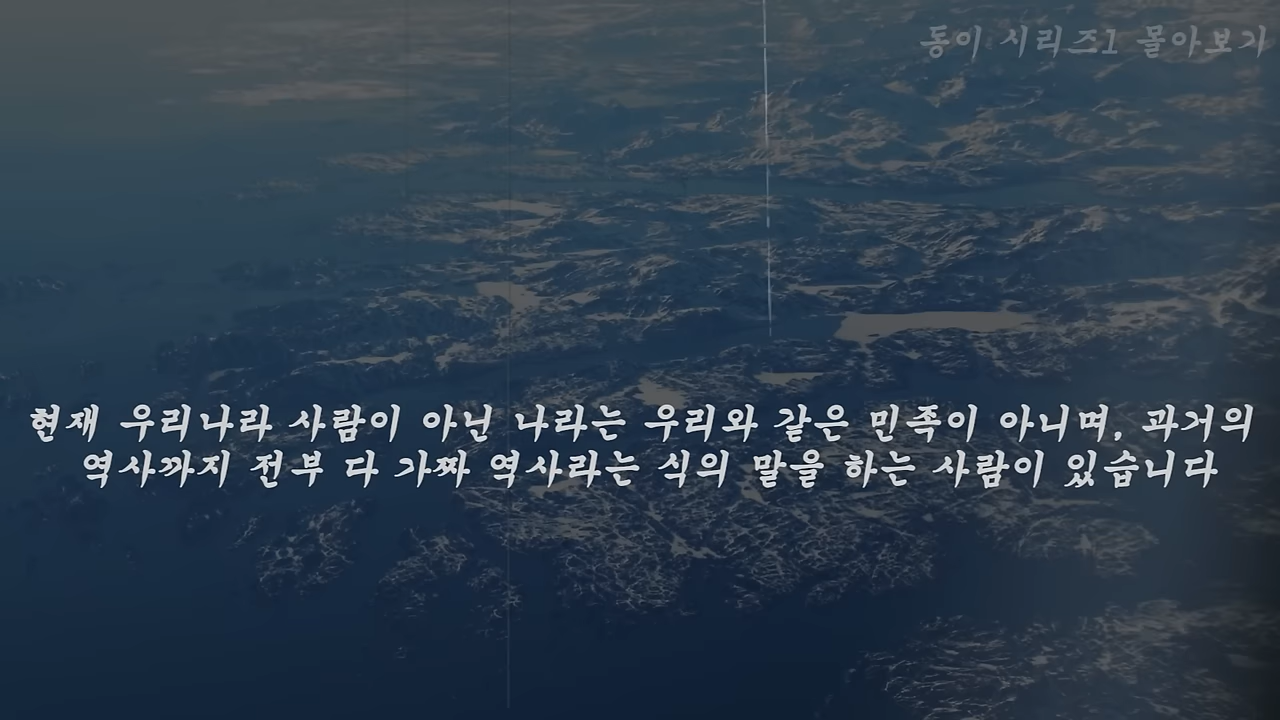 동이 시리즈1 몰아보기
현재 우리나라 사람이 아닌 나라는 우리와 같은 민족이 아니며, 과거의
역사까지 전부 다 가짜 역사라는 식의 말을 하는 사람이 있습니다